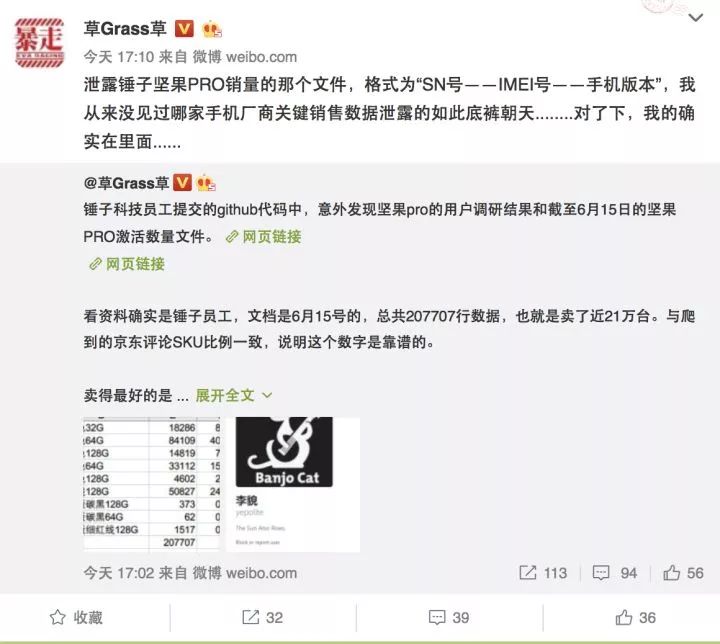 暴走
草Grass草 V
今天 17:10 来自 微博 weibo.com
泄露锤子坚果PRO销量的那个文件，格式为“SN号——IMEI号——手机版本”，我
从来没见过哪家手机厂商关键销售数据泄露的如此底裤朝天........对了下，我的确
实在里面......
@草Grass草 V
锤子科技员工提交的github代码中，意外发现坚果pro的用户调研结果和截至6月15日的坚果
PRO激活数量文件。 网页链接
网页链接
看资料确实是锤子员工，文档是6月15号的，总共207707行数据，也就是卖了近21万台。与爬
到的京东评论SKU比例一致，说明这个数字是靠谱的。
卖得最好的是 ... 展开全文
32G 18286 8
64G 84109 40
128G 14819 7
64G 33112 15
128G 4602 2
128G 50827 24
碳黑128G 373 0
碳黑64G 62 0
细红线128G 1517 0
207707
Banjo Cat
李貌
yepolite
The Sun Also Rises.
Block or report user
今天 17:02 来自 微博 weibo.com 113 94 56
收藏 32 39 36